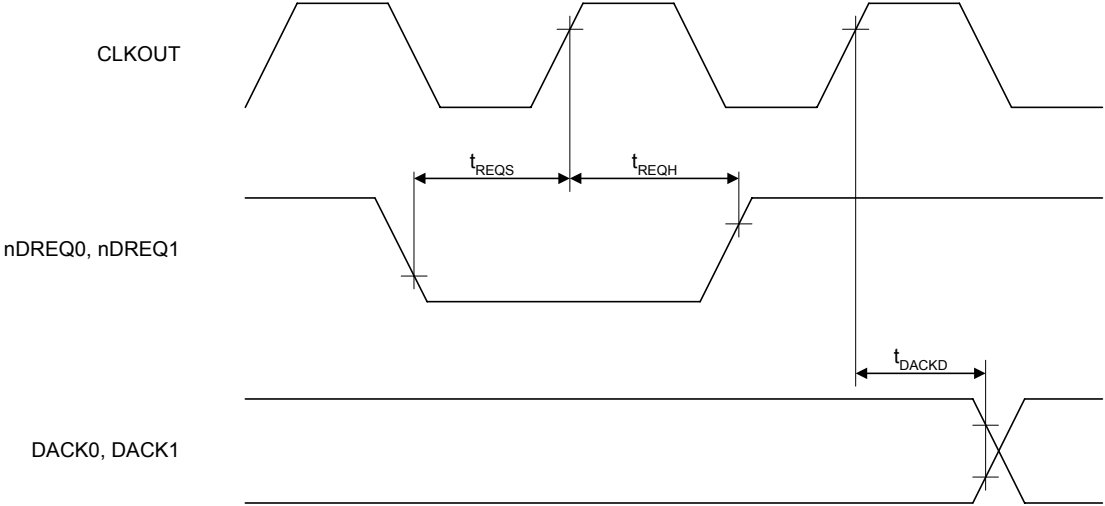 CLKOUT
tREQS
tREQH
nDREQ0, nDREQ1
tDACKD
DACK0, DACK1